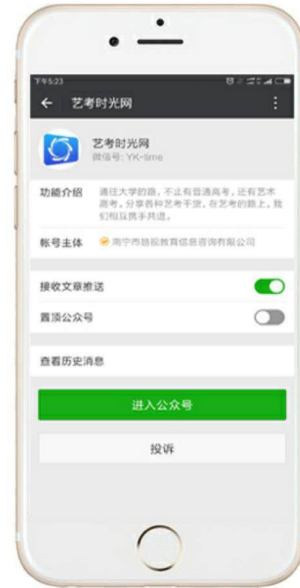 下午5:23
艺考时光网
艺考时光网
微信号: YK-time
功能介绍
通往大学的路，不止有普通高考，还有艺术
高考。分享各种艺考干货，在艺考的路上，我
们相互携手共进。
帐号主体
南宁市 教育信息咨询有限公司
接收文章推送
置顶公众号
查看历史消息
进入公众号
投诉